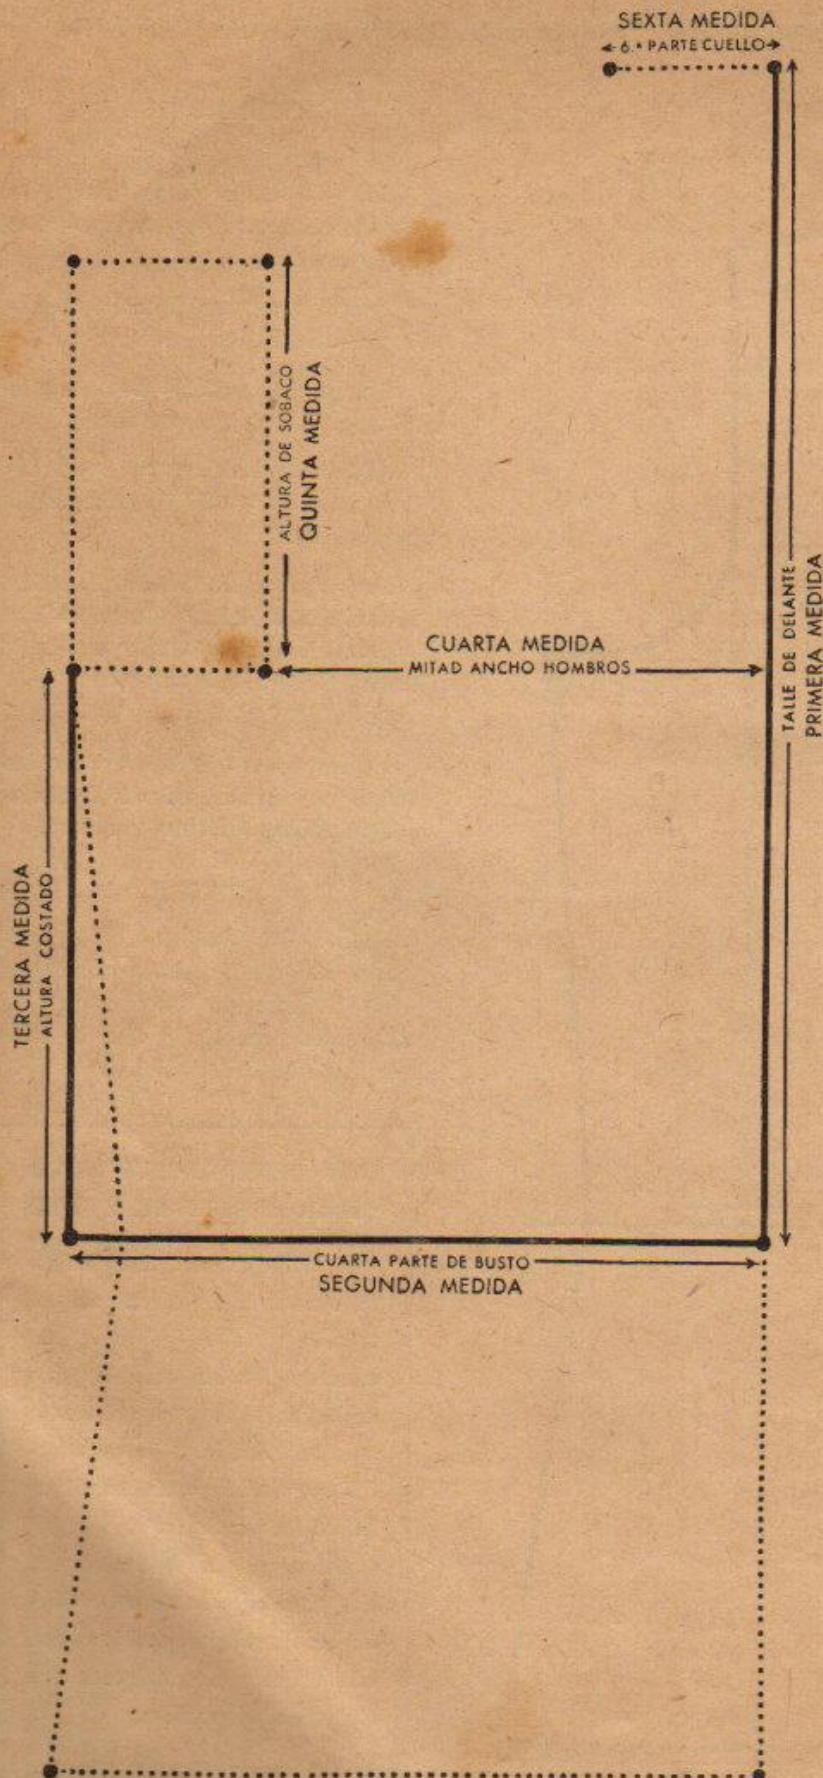 SEXTA MEDIDA
6.ª PARTE CUELLO
ALTURA DE SOBACO
QUINTA MEDIDA
CUARTA MEDIDA
MITAD ANCHO HOMBROS
TALLE DE DELANTE
PRIMERA MEDIDA
TERCERA MEDIDA
ALTURA COSTADO
CUARTA PARTE DE BUSTO
SEGUNDA MEDIDA